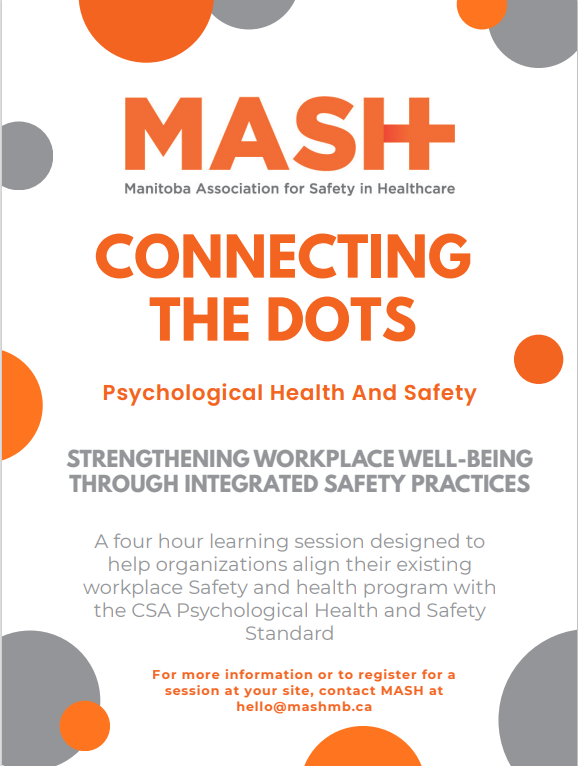 MASH
Manitoba Association for Safety in Healthcare
CONNECTING
THE DOTS
Psychological Health And Safety
STRENGTHENING WORKPLACE WELL-BEING
THROUGH INTEGRATED SAFETY PRACTICES
A four hour learning session designed to
help organizations align their existing
workplace Safety and health program with
the CSA Psychological Health and Safety
Standard
For more information or to register for a
session at your site, contact MASH at
hello@mashmb.ca